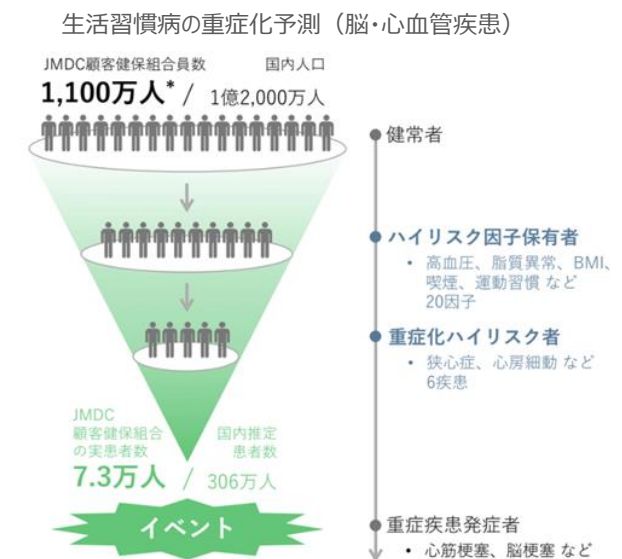 生活習慣病の重症化予測（脳・心血管疾患）
JMDC顧客健保組合員数
国内人口
1,100万人* / 1億2,000万人
健常者
ハイリスク因子保有者
• 高血圧、脂質異常、BMI、
喫煙、運動習慣 など
20因子
重症化ハイリスク者
• 狭心症、心房細動 など
6疾患
JMDC
顧客健保組合
の実患者数
国内推定
患者数
7.3万人 / 306万人
イベント
重症疾患発症者
• 心筋梗塞、脳梗塞 など